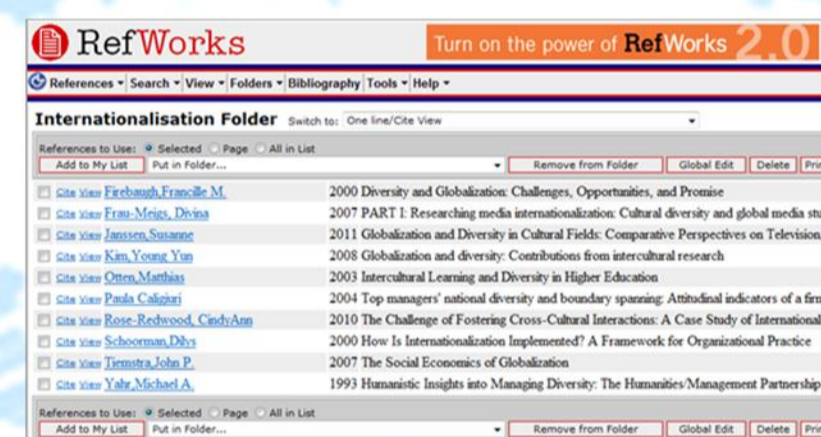 RefWorks Turn on the power of RefWorks 2.0
References Search View Folders Bibliography Tools Help
Internationalisation Folder Switch to: One line/Cite View
References to Use: Selected Page All in List
Add to My List Put in Folder... Remove from Folder Global Edit Delete Prin
Cite View Firebaugh,Francille M. 2000 Diversity and Globalization: Challenges, Opportunities, and Promise
Cite View Frau-Meigs, Divina 2007 PART I: Researching media internationalization: Cultural diversity and global media stu
Cite View Janssen,Susanne 2011 Globalization and Diversity in Cultural Fields: Comparative Perspectives on Television,
Cite View Kim,Young Yun 2008 Globalization and diversity: Contributions from intercultural research
Cite View Otten,Matthias 2003 Intercultural Learning and Diversity in Higher Education
Cite View Paula Caligiuri 2004 Top managers' national diversity and boundary spanning: Attitudinal indicators of a firm
Cite View Rose-Redwood, CindyAnn 2010 The Challenge of Fostering Cross-Cultural Interactions: A Case Study of International
Cite View Schoorman,Dilys 2000 How Is Internationalization Implemented? A Framework for Organizational Practice
Cite View Tiemstra,John P. 2007 The Social Economics of Globalization
Cite View Yahr,Michael A. 1993 Humanistic Insights into Managing Diversity: The Humanities/Management Partnership
References to Use: Selected Page All in List
Add to My List Put in Folder... Remove from Folder Global Edit Delete Prin